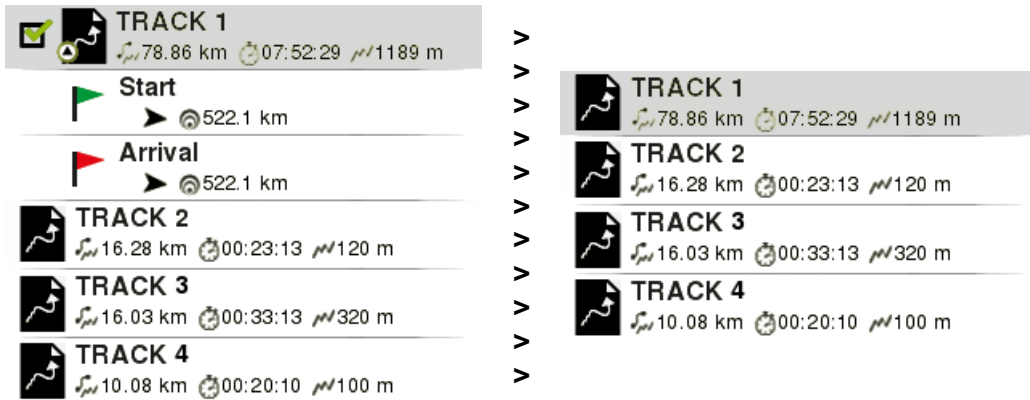 TRACK 1
78.86 km 07:52:29 1189 m
Start
522.1 km
Arrival
522.1 km
TRACK 2
16.28 km 00:23:13 120 m
TRACK 3
16.03 km 00:33:13 320 m
TRACK 4
10.08 km 00:20:10 100 m
>
>
>
>
>
>
>
>
>
>
>
TRACK 1
78.86 km 07:52:29 1189 m
TRACK 2
16.28 km 00:23:13 120 m
TRACK 3
16.03 km 00:33:13 320 m
TRACK 4
10.08 km 00:20:10 100 m